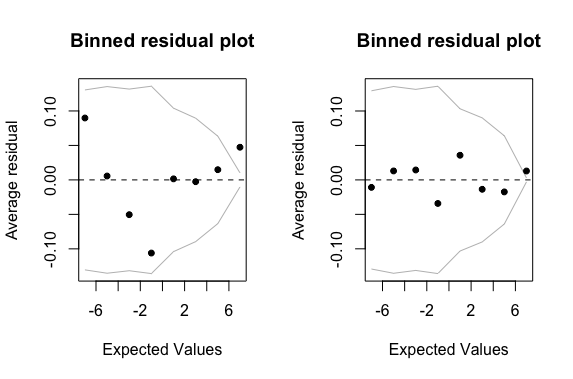 Binned residual plot
Average residual
0.10
0.00
-0.10
-6
-2
2
6
Expected Values
Binned residual plot
Average residual
0.10
0.00
-0.10
-6
-2
2
6
Expected Values